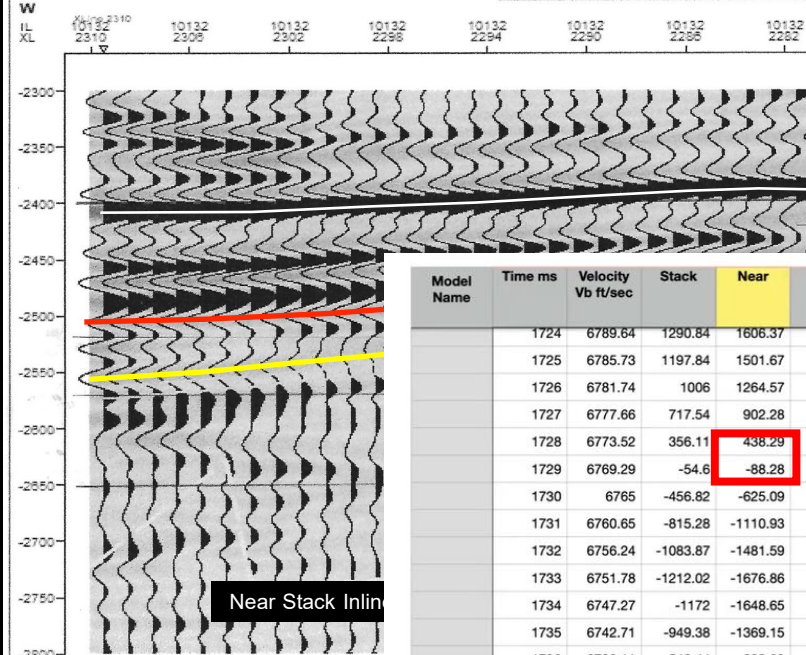 W
XLine 2310
IL 10132 10132 10132 10132 10132 10132 10132 10132
XL 2310 2306 2302 2298 2294 2290 2286 2282
-2300
-2350
-2400
-2450
-2500
-2550
-2600
-2650
-2700
-2750
-2800
Near Stack Inlin
Model Name Time ms Velocity Vb ft/sec Stack Near
1724 6789.64 1290.84 1606.37
1725 6785.73 1197.84 1501.67
1726 6781.74 1006 1264.57
1727 6777.66 717.54 902.28
1728 6773.52 356.11 438.29
1729 6769.29 -54.6 -88.28
1730 6765 -456.82 -625.09
1731 6760.65 -815.28 -1110.93
1732 6756.24 -1083.87 -1481.59
1733 6751.78 -1212.02 -1676.86
1734 6747.27 -1172 -1648.65
1735 6742.71 -949.38 -1369.15